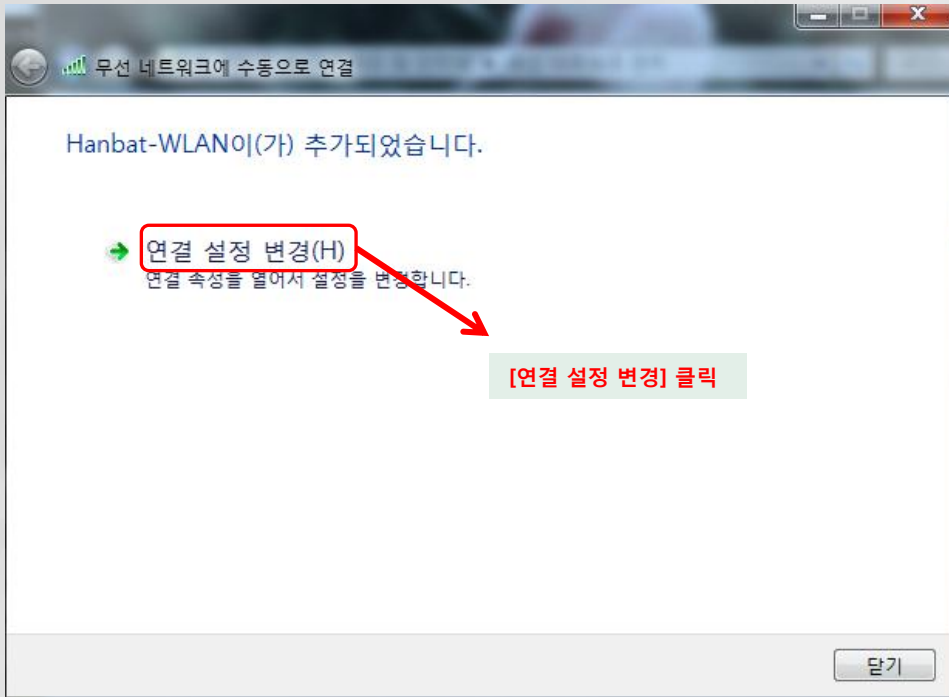 무선 네트워크에 수동으로 연결
Hanbat-WLAN이(가) 추가되었습니다.
연결 설정 변경(H)
연결 속성을 열어서 설정을 변경합니다.
[연결 설정 변경] 클릭
닫기